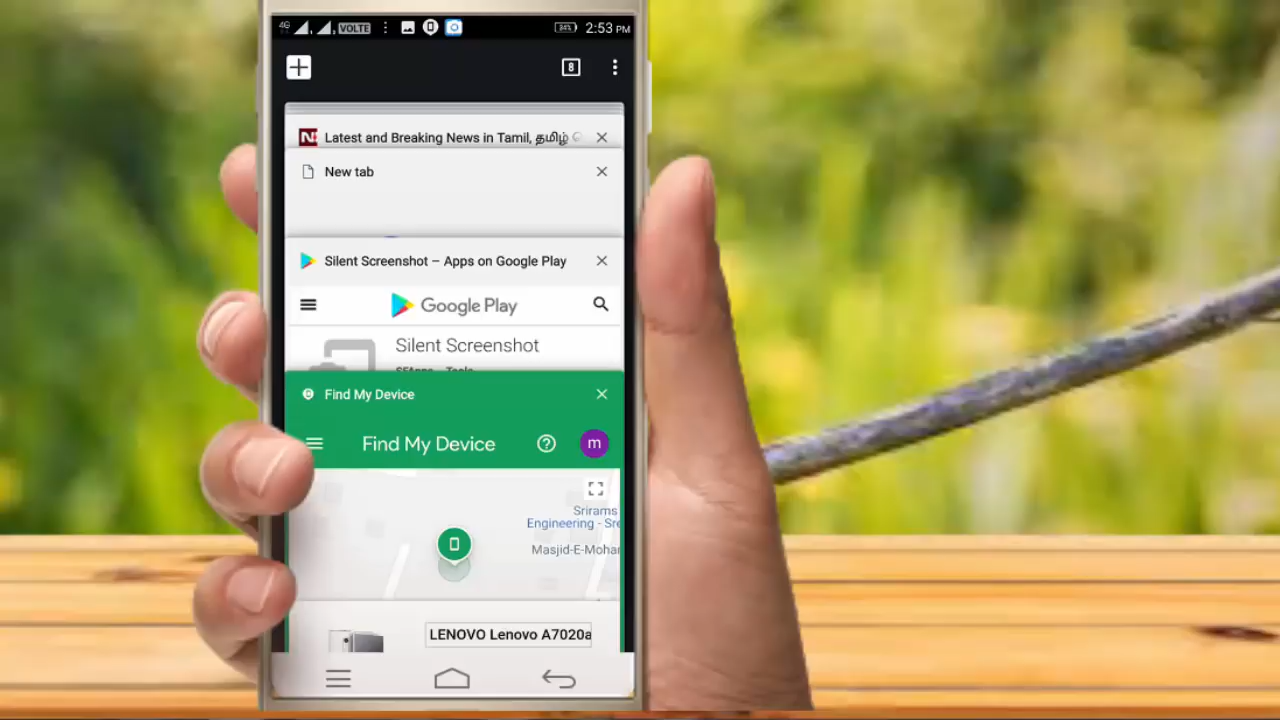 4G VOLTE 34% 2:53 PM
8
Latest and Breaking News in Tamil, தமிழ்
New tab
Silent Screenshot – Apps on Google Play
Google Play
Silent Screenshot
Tools
Find My Device
Find My Device
m
Srirams
Engineering - Sre
Masjid-E-Mohar
LENOVO Lenovo A7020a